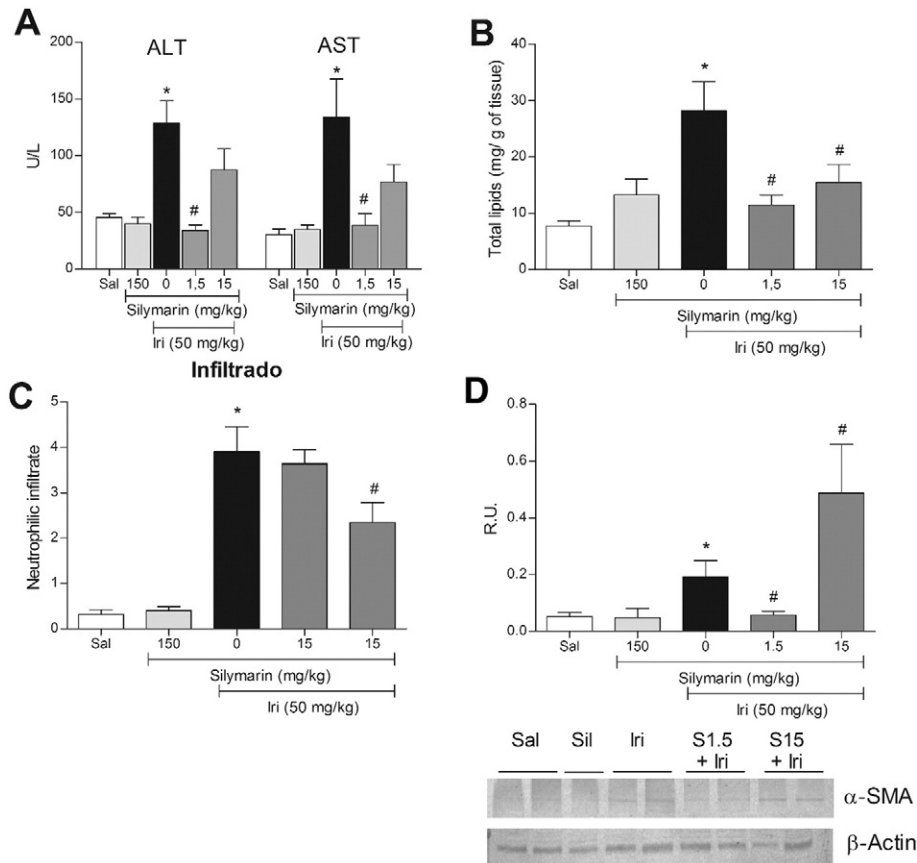 A
ALT
AST
U/L
200
150
100
50
0
*
#
*
#
Sal 150 0 1,5 15 Sal 150 0 1,5 15
Silymarin (mg/kg) Silymarin (mg/kg)
Iri (50 mg/kg) Iri (50 mg/kg)
B
Total lipids (mg/ g of tissue)
40
30
20
10
0
*
#
#
Sal 150 0 1,5 15
Silymarin (mg/kg)
Iri (50 mg/kg)
C
Infiltrado
Neutrophilic infiltrate
5
4
3
2
1
0
*
#
Sal 150 0 15 15
Silymarin (mg/kg)
Iri (50 mg/kg)
D
R.U.
0.8
0.6
0.4
0.2
0.0
*
#
#
Sal 150 0 1.5 15
Silymarin (mg/kg)
Iri (50 mg/kg)
Sal Sil Iri S1.5 S15
+ Iri + Iri
α-SMA
β-Actin